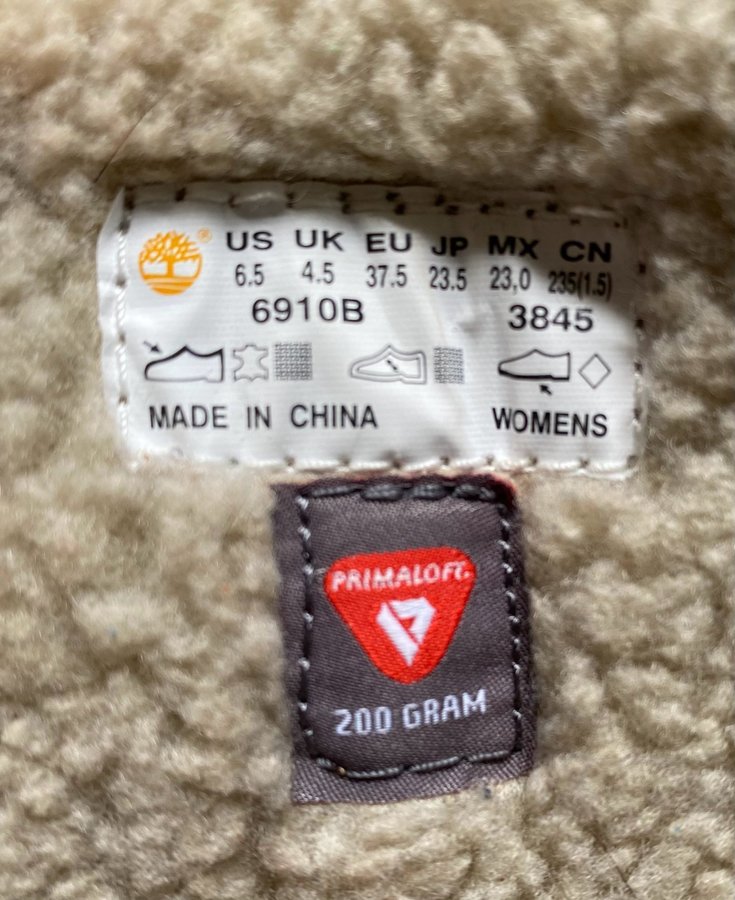 ® US UK EU JP MX CN
6.5 4.5 37.5 23.5 23,0 235(1.5)
6910B 3845
MADE IN CHINA WOMENS
PRIMALOFT®
200 GRAM